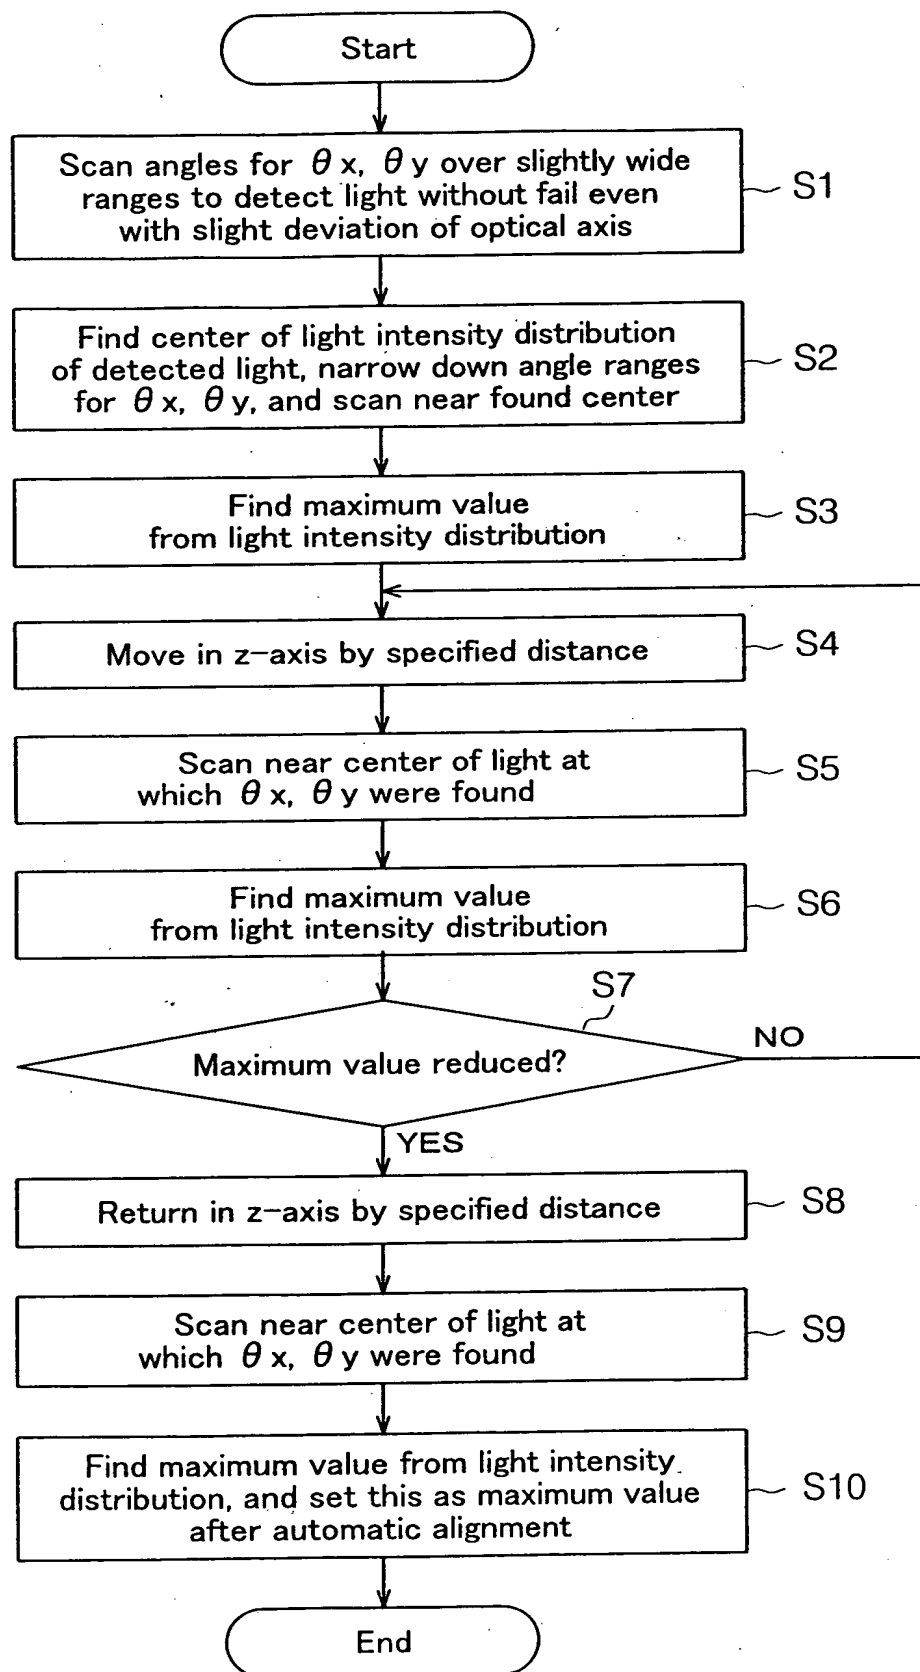 Start
Scan angles for θx, θy over slightly wide
ranges to detect light without fail even
with slight deviation of optical axis
S1
Find center of light intensity distribution
of detected light, narrow down angle ranges
for θx, θy, and scan near found center
S2
Find maximum value
from light intensity distribution
S3
Move in z-axis by specified distance
S4
Scan near center of light at
which θx, θy were found
S5
Find maximum value
from light intensity distribution
S6
S7
Maximum value reduced?
NO
YES
Return in z-axis by specified distance
S8
Scan near center of light at
which θx, θy were found
S9
Find maximum value from light intensity
distribution, and set this as maximum value
after automatic alignment
S10
End